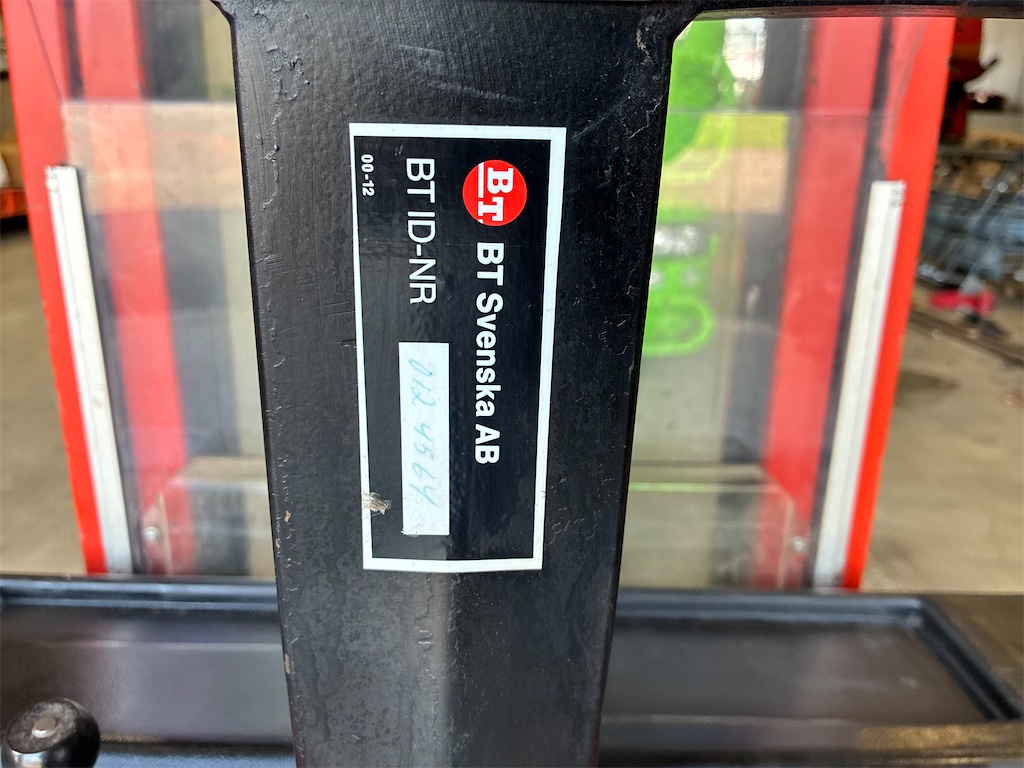 BT BT Svenska AB
BT ID-NR 012 4564
00-12